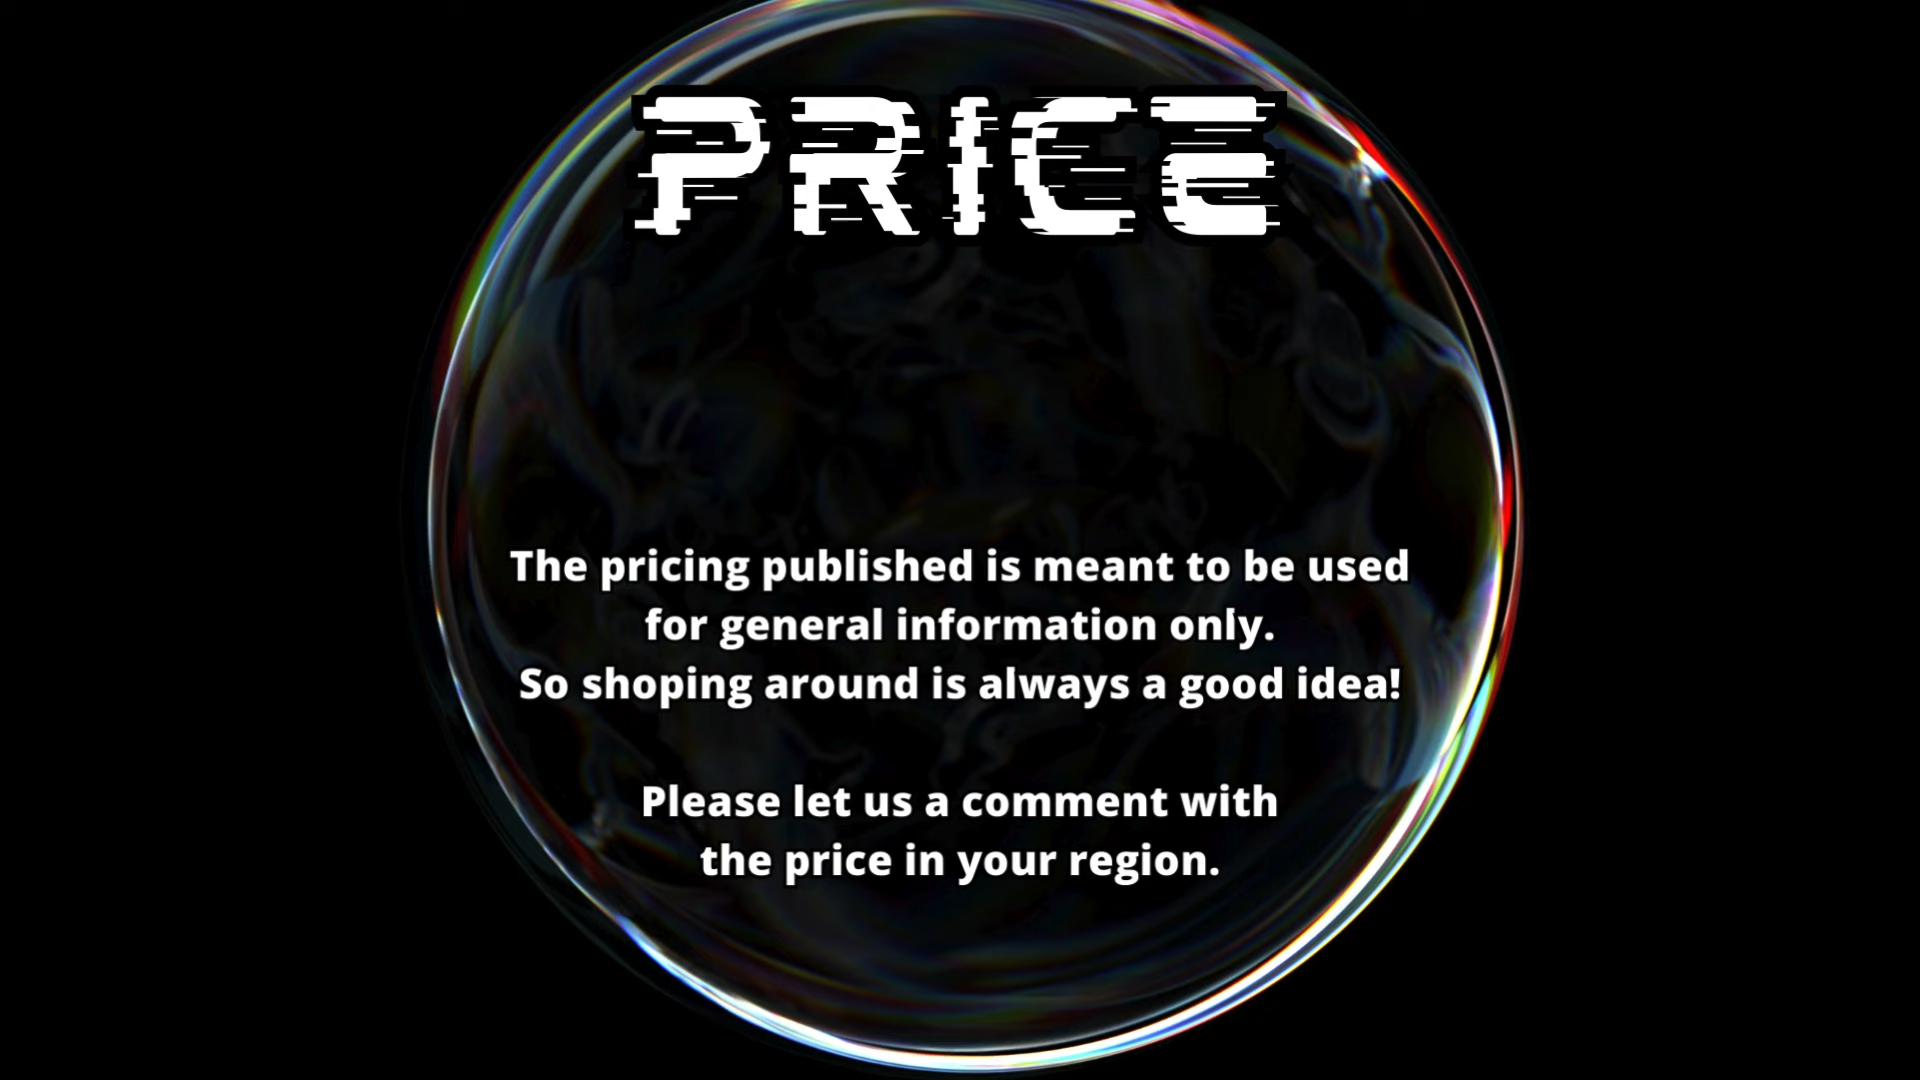 PRICE
The pricing published is meant to be used
for general information only.
So shoping around is always a good idea!
Please let us a comment with
the price in your region.